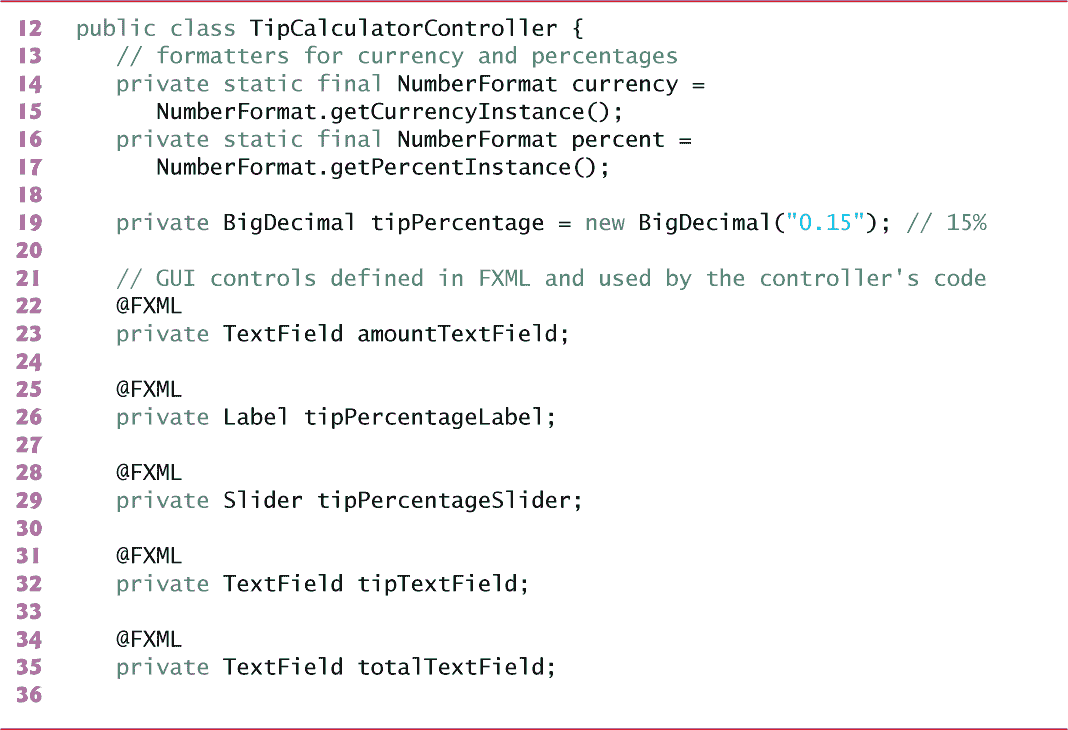 12 public class TipCalculatorController {
13    // formatters for currency and percentages
14    private static final NumberFormat currency =
15       NumberFormat.getCurrencyInstance();
16    private static final NumberFormat percent =
17       NumberFormat.getPercentInstance();
18
19    private BigDecimal tipPercentage = new BigDecimal("0.15"); // 15%
20
21    // GUI controls defined in FXML and used by the controller's code
22    @FXML
23    private TextField amountTextField;
24
25    @FXML
26    private Label tipPercentageLabel;
27
28    @FXML
29    private Slider tipPercentageSlider;
30
31    @FXML
32    private TextField tipTextField;
33
34    @FXML
35    private TextField totalTextField;
36